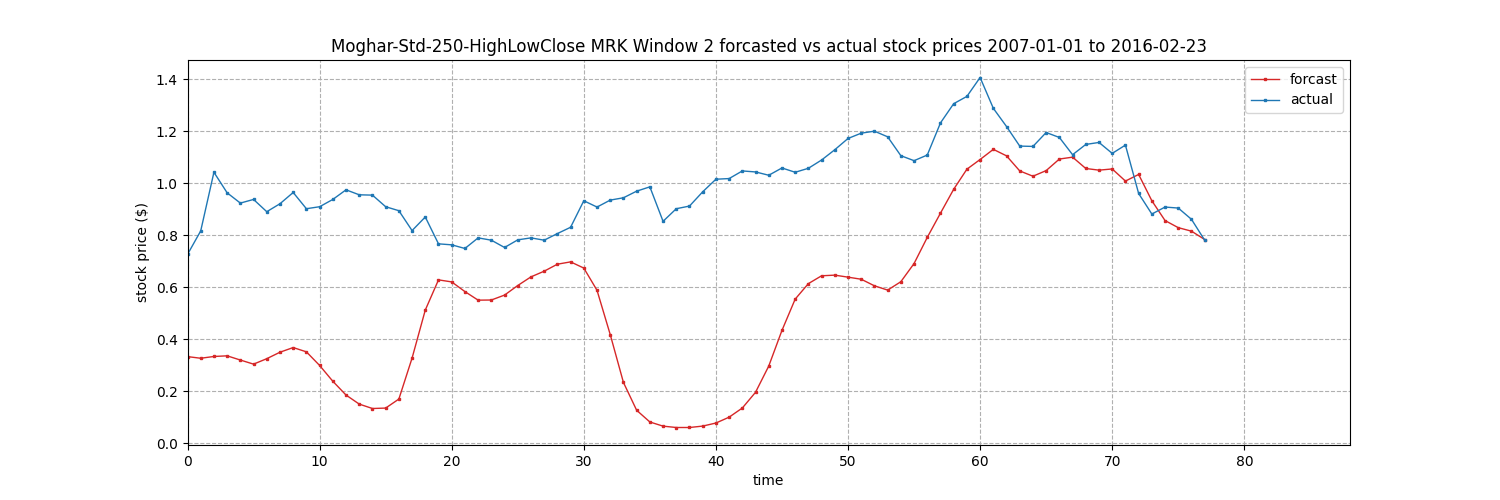 Moghar-Std-250-HighLowClose MRK Window 2 forcasted vs actual stock prices 2007-01-01 to 2016-02-23
forcast
actual
stock price ($)
1.4
1.2
1.0
0.8
0.6
0.4
0.2
0.0
0 10 20 30 40 50 60 70 80
time